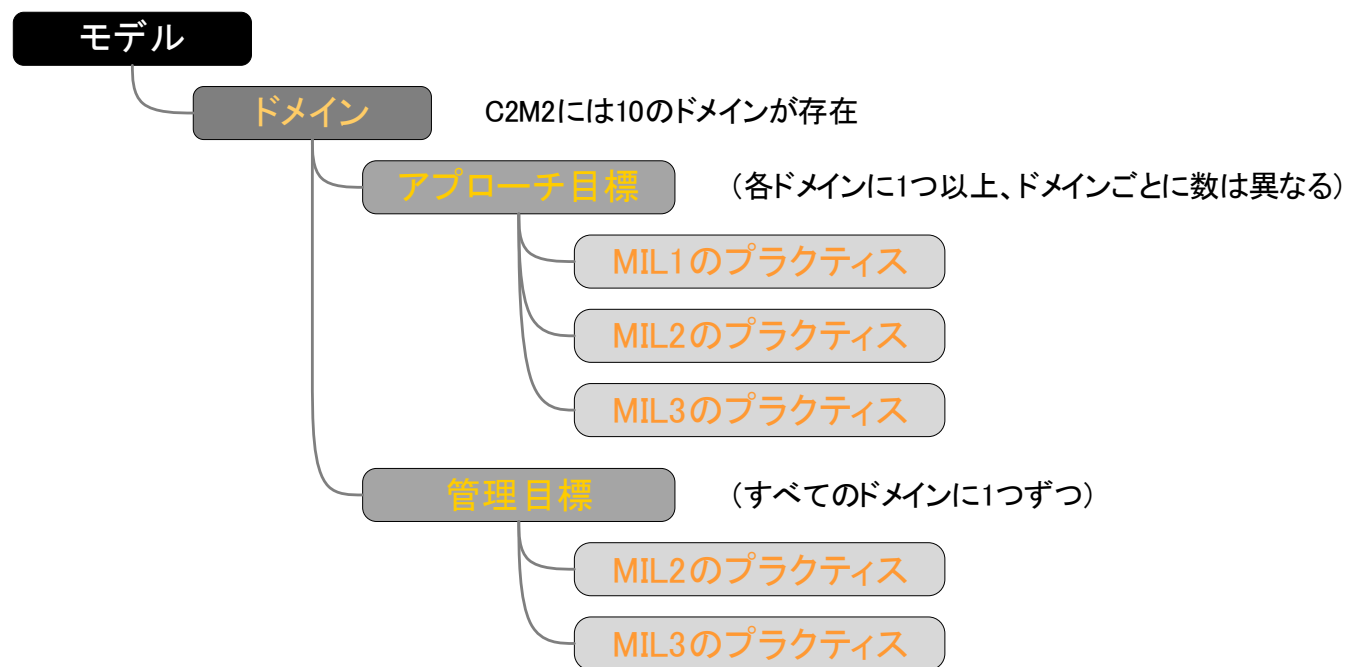 モデル
ドメイン
C2M2には10のドメインが存在
アプローチ目標
（各ドメインに1つ以上、ドメインごとに数は異なる）
MIL1のプラクティス
MIL2のプラクティス
MIL3のプラクティス
管理目標
（すべてのドメインに1つずつ）
MIL2のプラクティス
MIL3のプラクティス